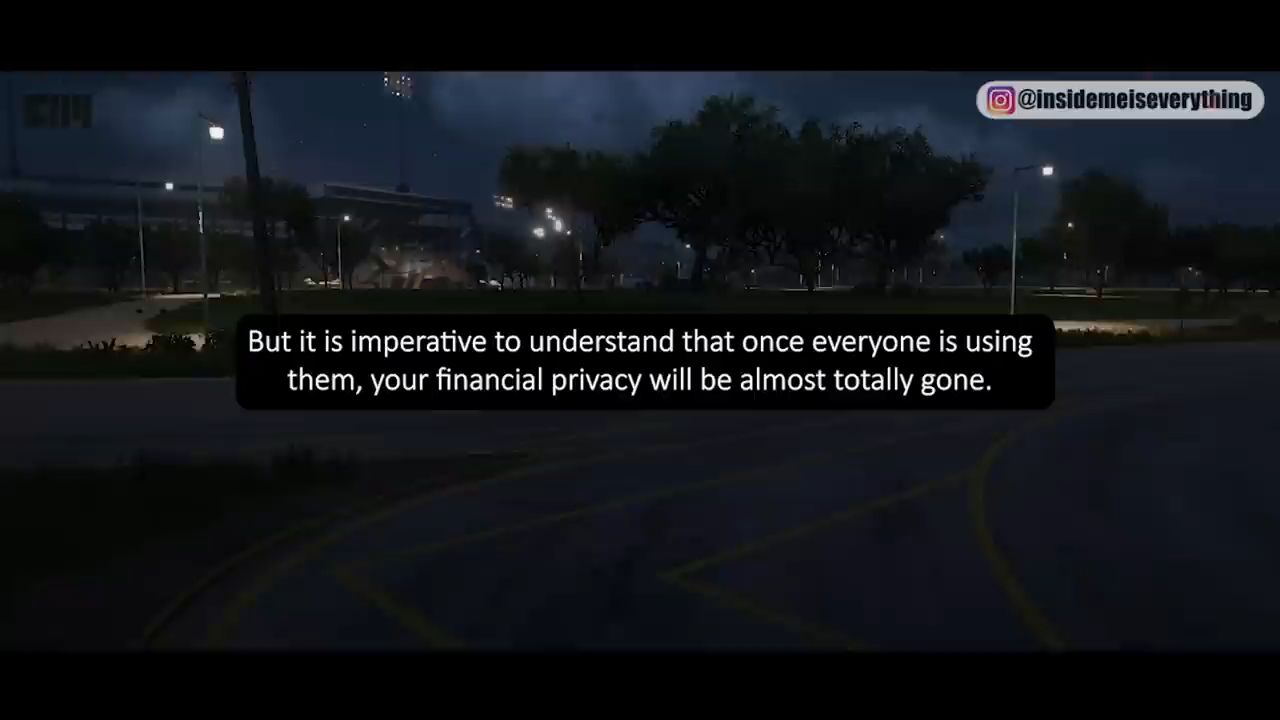 @insidemeiseverything
But it is imperative to understand that once everyone is using
them, your financial privacy will be almost totally gone.